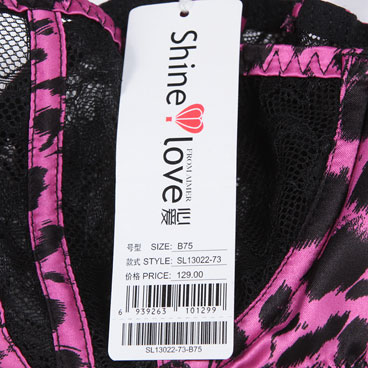 Shine love
FROM AIMER
心爱
号型 SIZE: B75
款式 STYLE: SL13022-73
价格 PRICE: 129.00
6 939263 101299
SL13022-73-B75